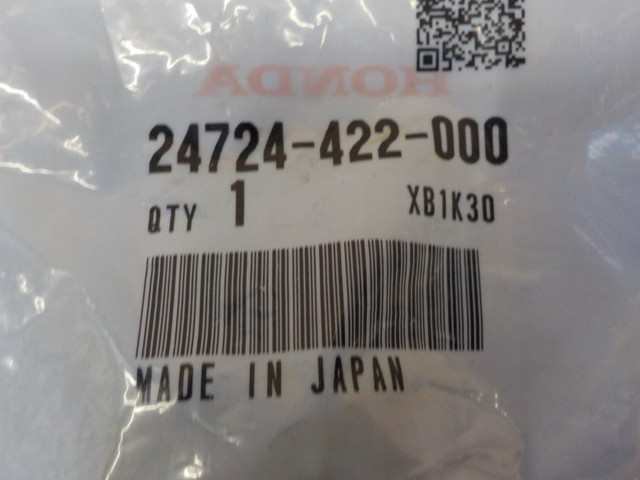 HONDA
24724-422-000
QTY 1 XB1K30
MADE IN JAPAN